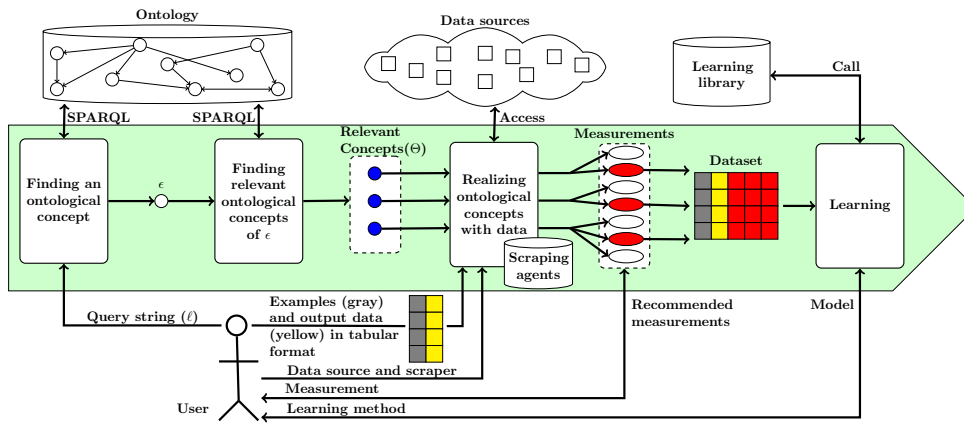 Ontology
Data sources
Learning
library
Call
SPARQL
SPARQL
Access
Relevant
Concepts(Θ)
Measurements
Dataset
Finding an
ontological
concept
ϵ
Finding
relevant
ontological
concepts
of ϵ
Realizing
ontological
concepts
with data
Scraping
agents
Learning
Query string (ℓ)
Examples (gray)
and output data
(yellow) in tabular
format
Recommended
measurements
Model
Data source and scraper
Measurement
Learning method
User